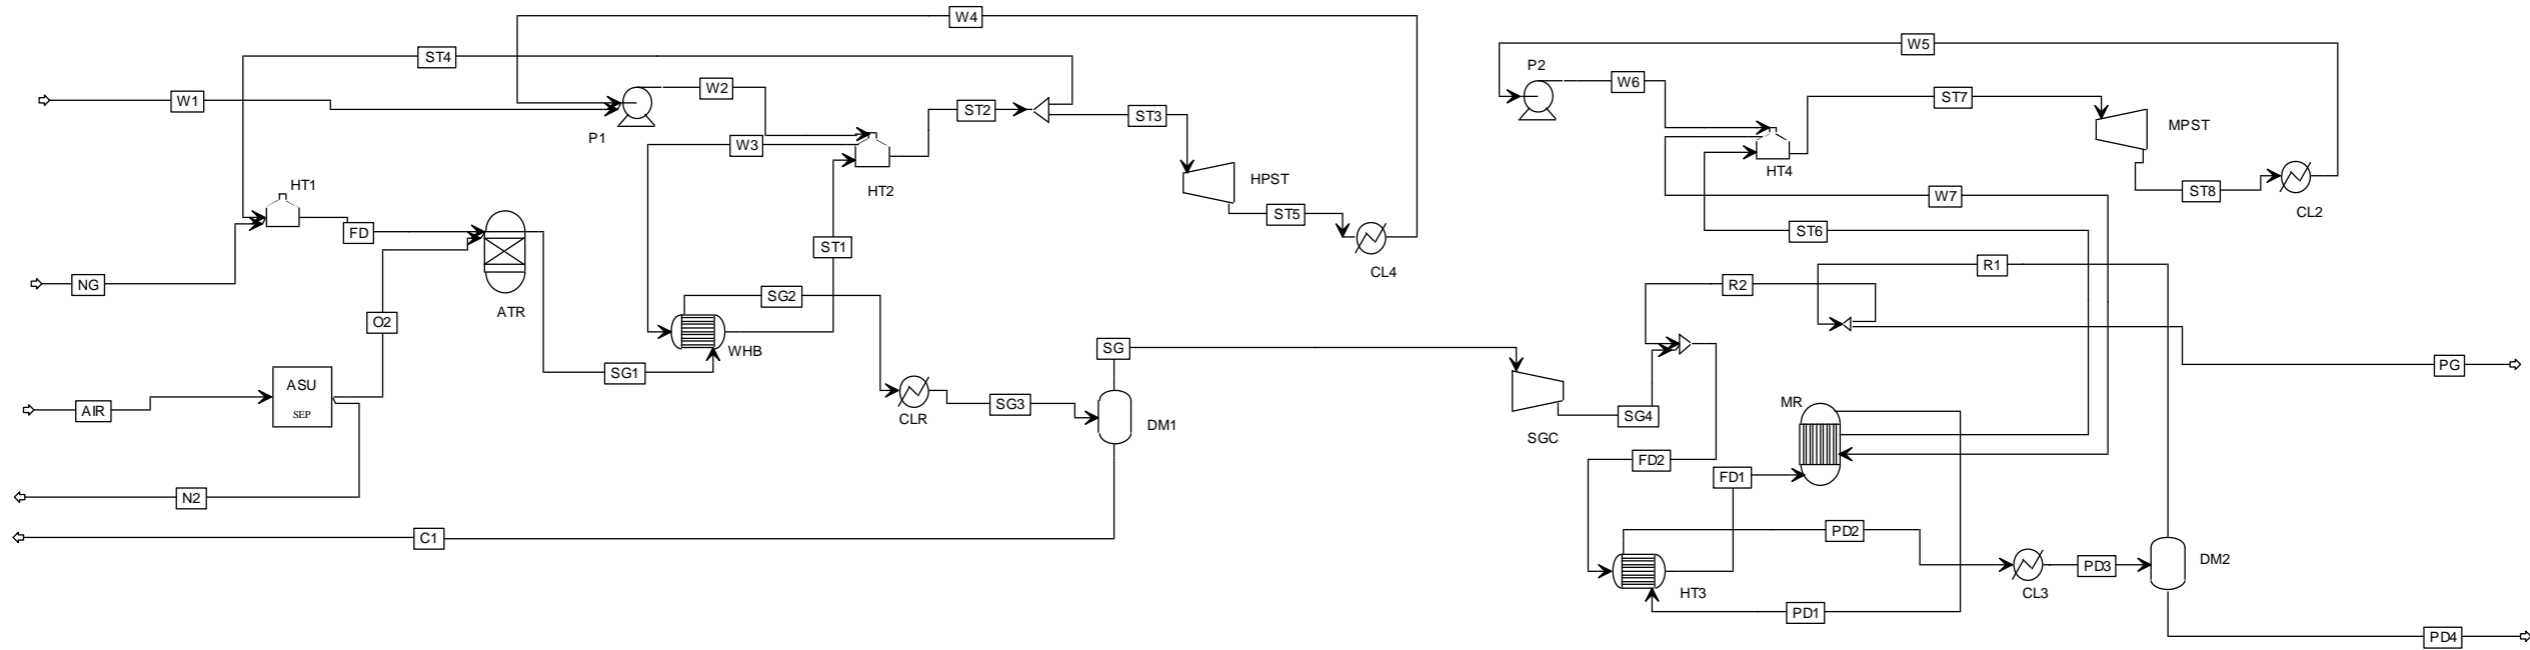 W4
W5
ST4
P2
W6
W2
W1
ST7
ST2
ST3
MPST
P1
W3
HT4
HPST
HT2
HT1
ST8
W7
CL2
ST5
FD
ST6
ST1
R1
CL4
NG
R2
SG2
ATR
O2
WHB
SG
PG
SG1
ASU
SEP
MR
SG3
AIR
CLR
SG4
DM1
SGC
FD2
FD1
N2
PD2
C1
DM2
PD3
CL3
HT3
PD1
PD4